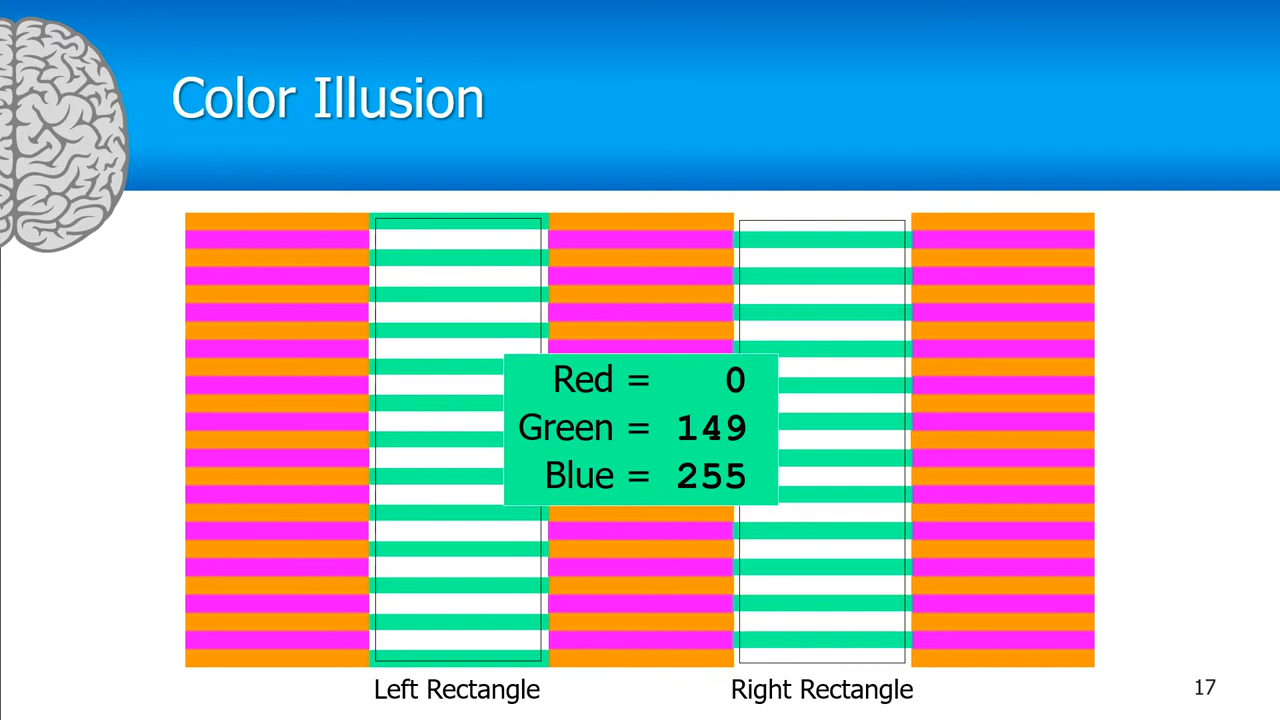 Color Illusion
Red = 0
Green = 149
Blue = 255
Left Rectangle
Right Rectangle
17